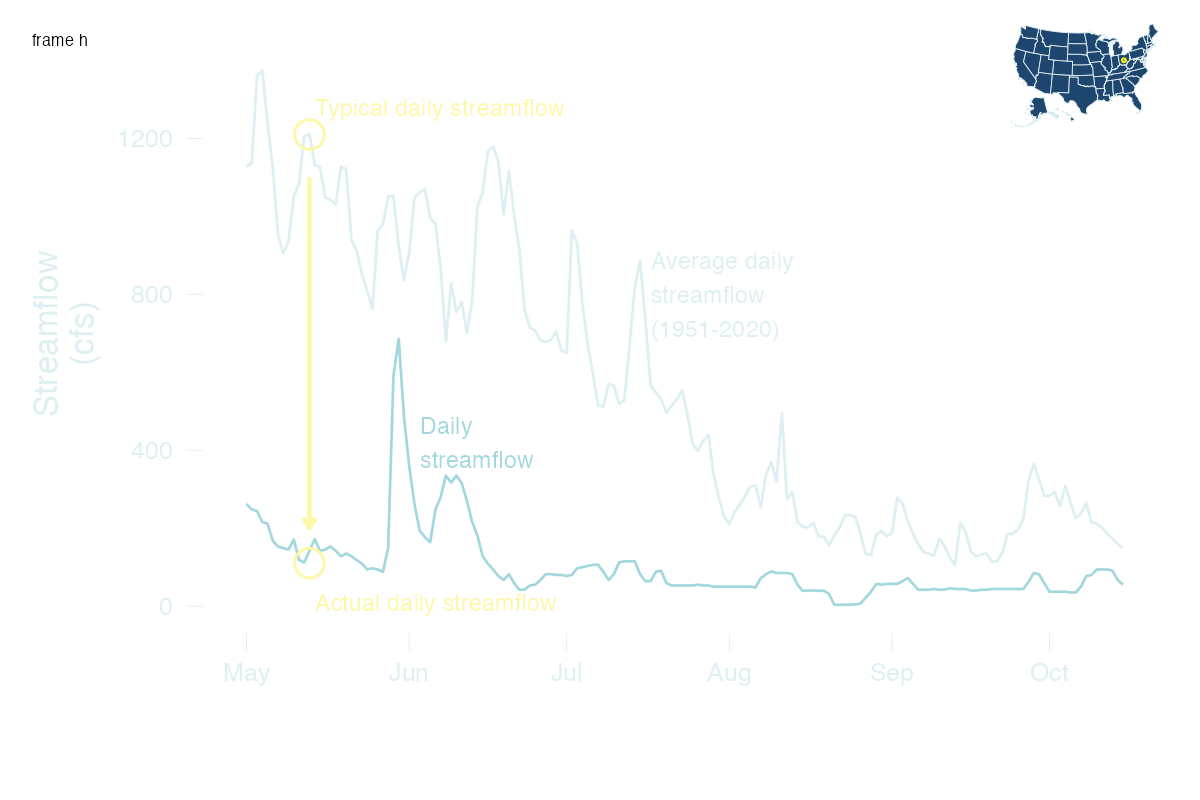 frame h
Typical daily streamflow
1200
Average daily
streamflow
(1951-2020)
800
Streamflow
(cfs)
Daily
streamflow
400
Actual daily streamflow
0
May
Jun
Jul
Aug
Sep
Oct